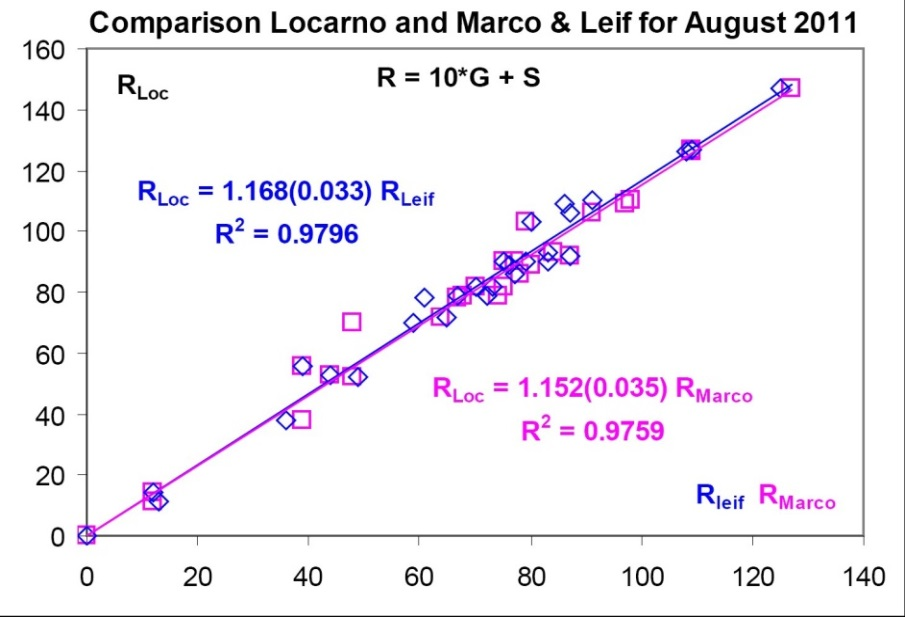 Comparison Locarno and Marco & Leif for August 2011
160
140
120
100
80
60
40
20
0
R_Loc
R = 10*G + S
R_Loc = 1.168(0.033) R_Leif
R² = 0.9796
R_Loc = 1.152(0.035) R_Marco
R² = 0.9759
R_leif R_Marco
0 20 40 60 80 100 120 140